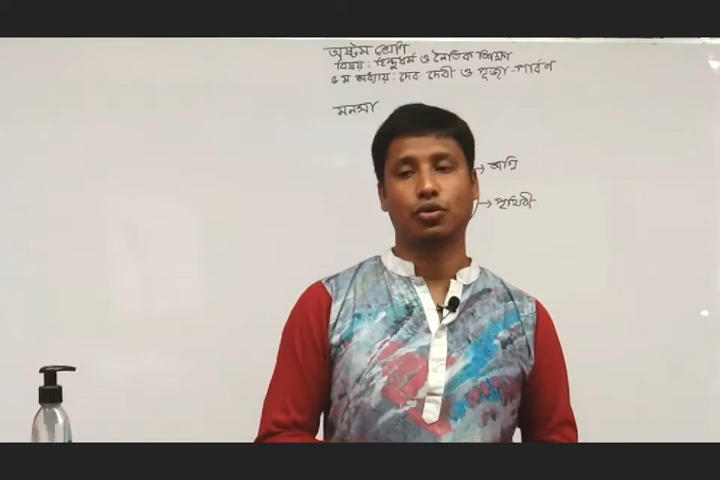 অষ্টম শ্রেণি
বিষয় : হিন্দুধর্ম ও নৈতিক শিক্ষা
৫ম অধ্যায় : দেব দেবী ও পূজা-পার্বণ
মনসা
→ অগ্নি
→ পৃথিবী